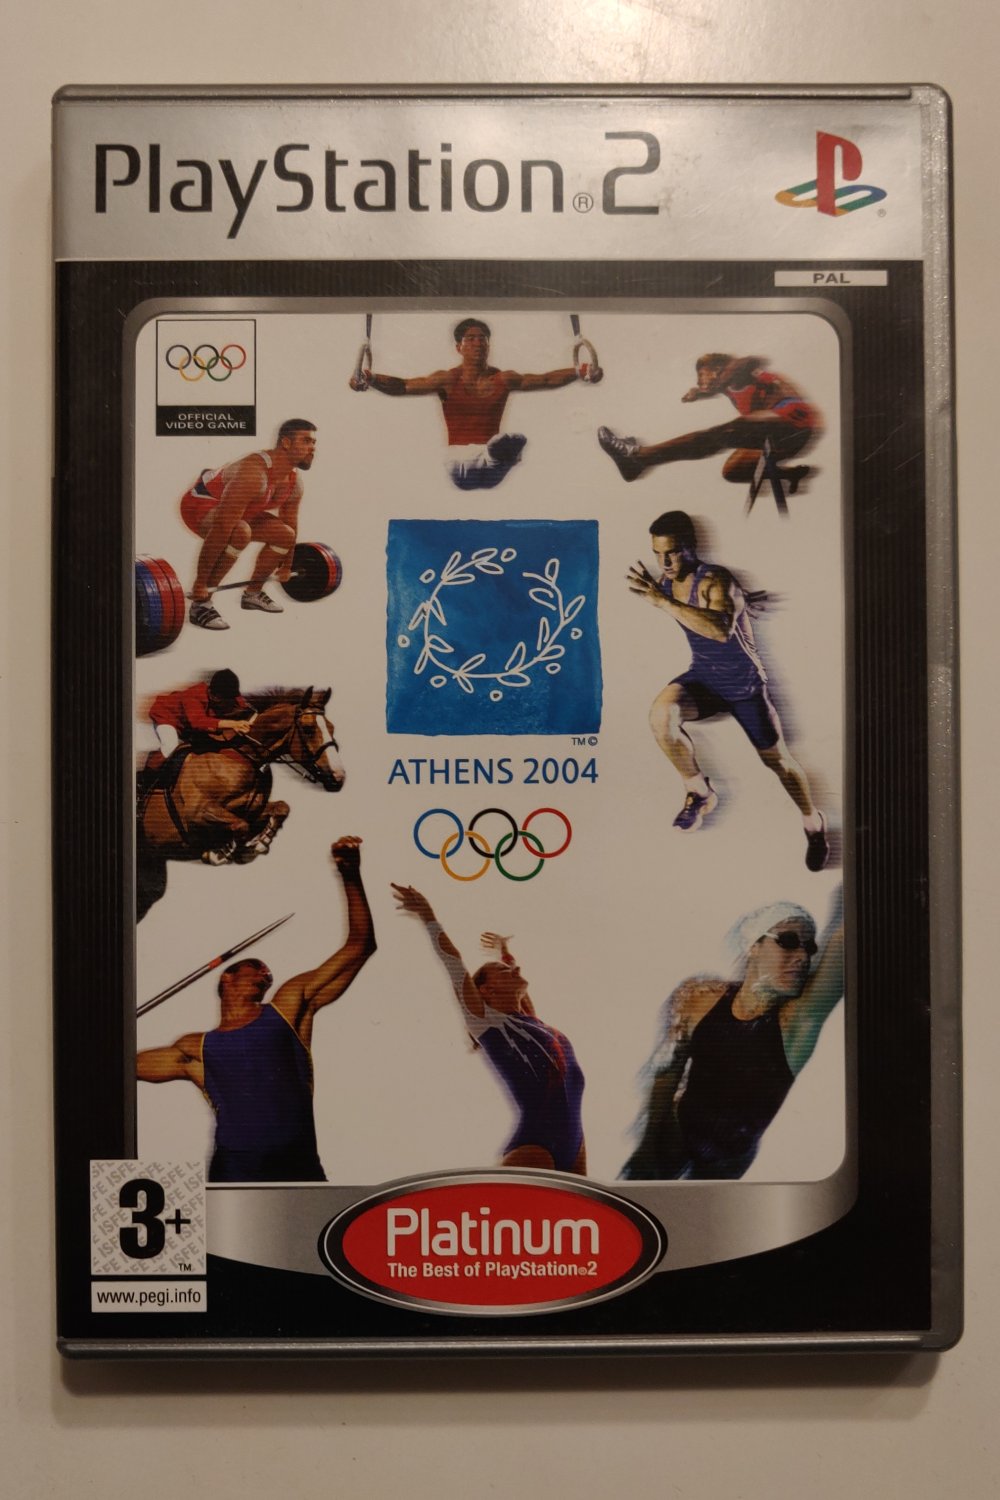 PlayStation®2
®
PAL
OFFICIAL
VIDEO GAME
TM ©
ATHENS 2004
3+
TM
www.pegi.info
Platinum
The Best of PlayStation®2